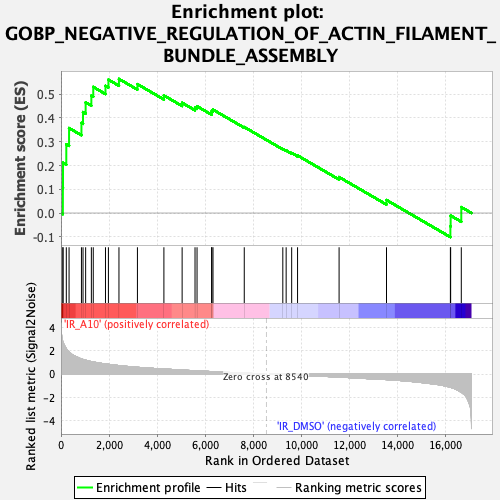 Enrichment plot:
GOBP_NEGATIVE_REGULATION_OF_ACTIN_FILAMENT_
BUNDLE_ASSEMBLY
Enrichment score (ES)
0.5
0.4
0.3
0.2
0.1
0.0
-0.1
Ranked list metric (Signal2Noise)
'IR_A10' (positively correlated)
4
2
0
-2
-4
Zero cross at 8540
'IR_DMSO' (negatively correlated)
0 2,000 4,000 6,000 8,000 10,000 12,000 14,000 16,000
Rank in Ordered Dataset
Enrichment profile Hits Ranking metric scores